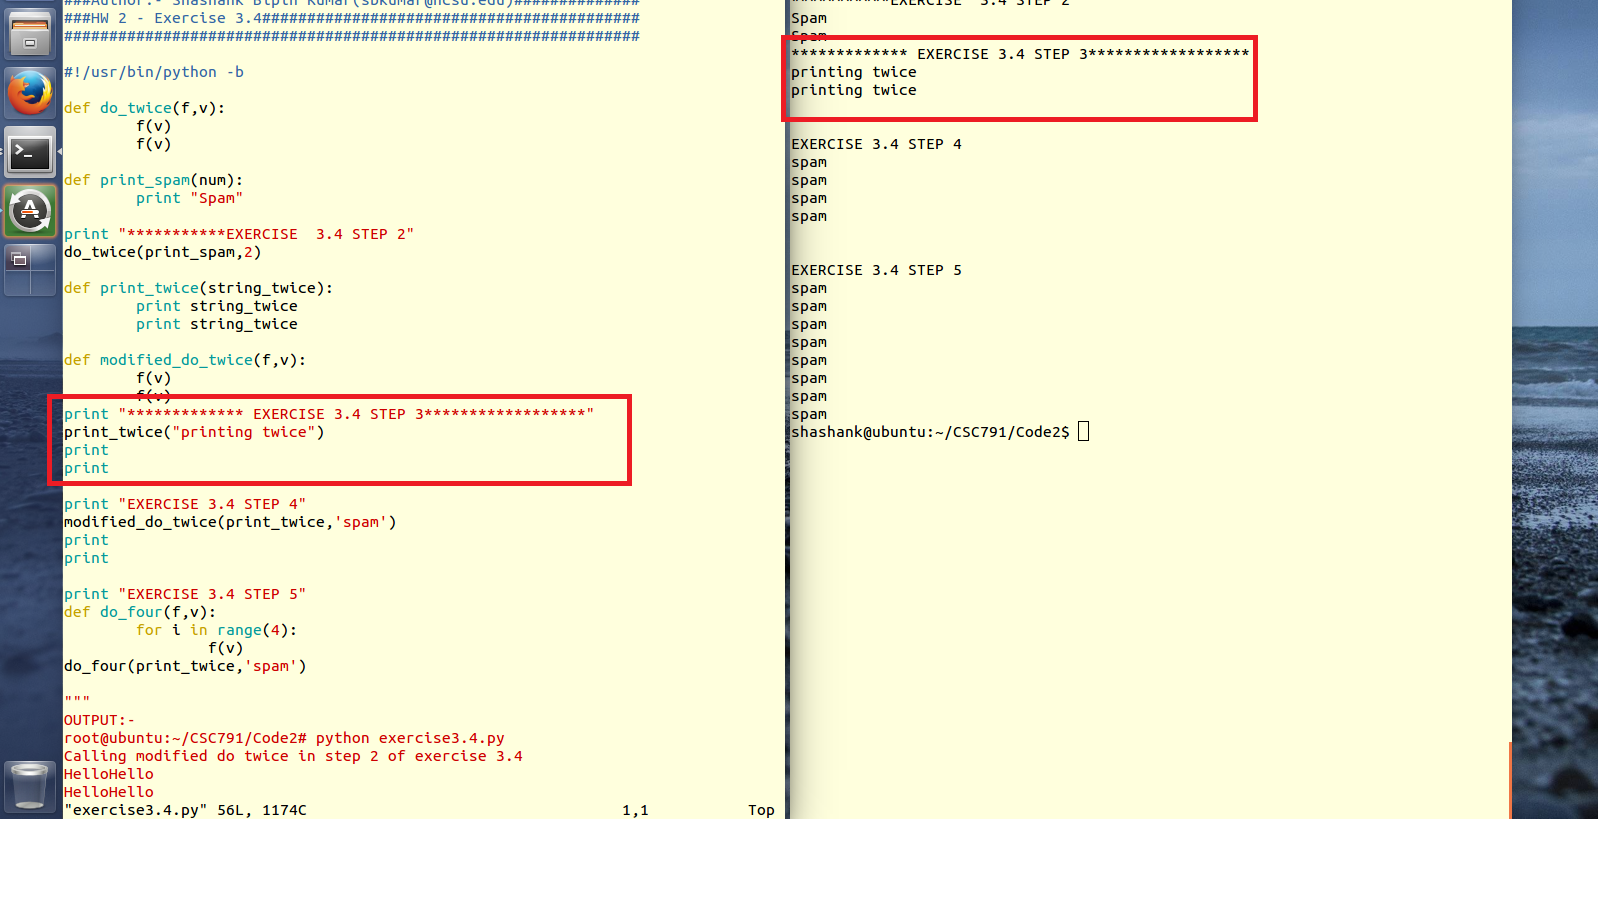 ###Author:- Shashank Bipin Kumar(sbkumar@ncsu.edu)##############
###HW 2 - Exercise 3.4##########################################
################################################################
#!/usr/bin/python -b
def do_twice(f,v):
f(v)
f(v)
def print_spam(num):
print "Spam"
print "***********EXERCISE  3.4 STEP 2"
do_twice(print_spam,2)
def print_twice(string_twice):
print string_twice
print string_twice
def modified_do_twice(f,v):
f(v)
f(v)
print "************* EXERCISE 3.4 STEP 3******************"
print_twice("printing twice")
print
print
print "EXERCISE 3.4 STEP 4"
modified_do_twice(print_twice,'spam')
print
print
print "EXERCISE 3.4 STEP 5"
def do_four(f,v):
for i in range(4):
f(v)
do_four(print_twice,'spam')
"""
OUTPUT:-
root@ubuntu:~/CSC791/Code2# python exercise3.4.py
Calling modified do twice in step 2 of exercise 3.4
HelloHello
HelloHello
"exercise3.4.py" 56L, 1174C 1,1 Top
***********EXERCISE  3.4 STEP 2
Spam
Spam
************* EXERCISE 3.4 STEP 3******************
printing twice
printing twice
EXERCISE 3.4 STEP 4
spam
spam
spam
spam
EXERCISE 3.4 STEP 5
spam
spam
spam
spam
spam
spam
spam
spam
shashank@ubuntu:~/CSC791/Code2$